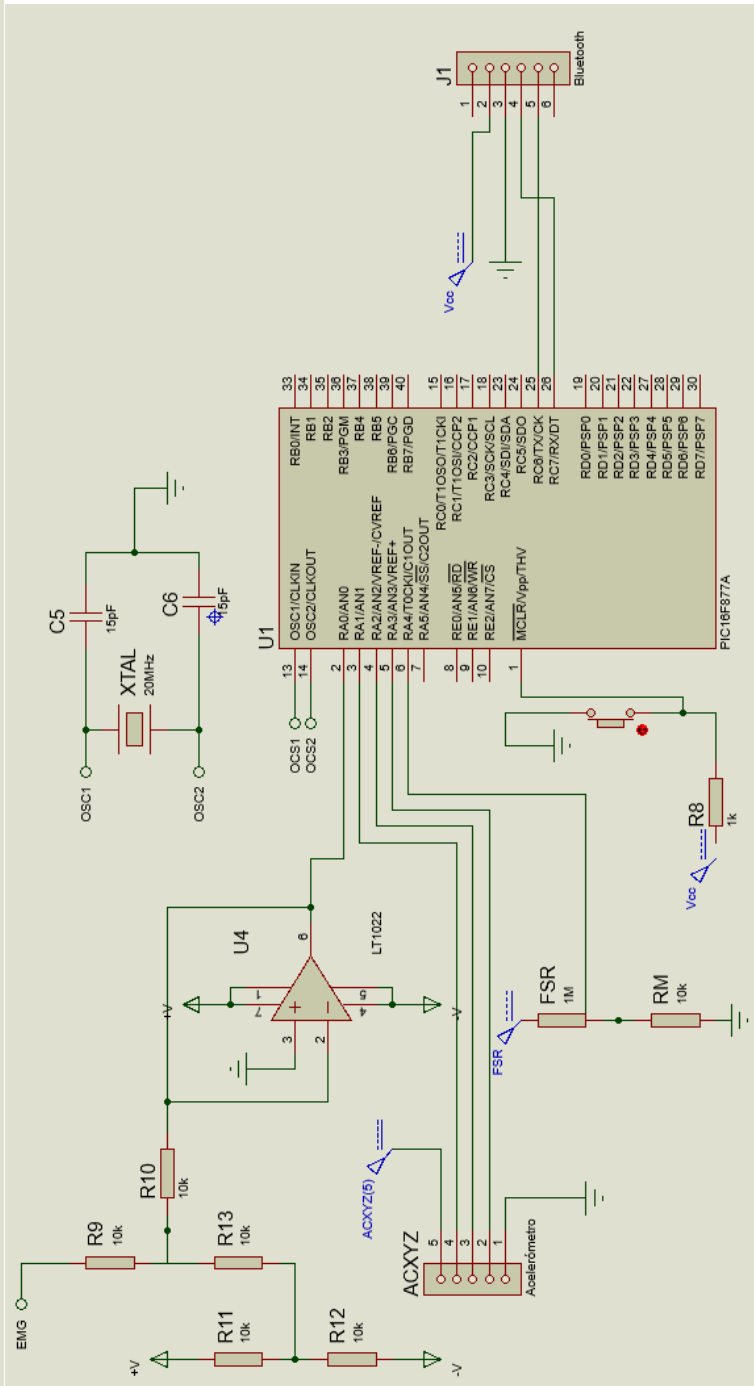 J1
1
2
3
4
5
6
Bluetooth
Vcc
C5
15pF
C6
15pF
XTAL
20MHz
OSC1
OSC2
U1
13
14
2
3
4
5
6
7
8
9
10
1
OSC1/CLKIN
OSC2/CLKOUT
RA0/AN0
RA1/AN1
RA2/AN2/VREF-/CVREF
RA3/AN3/VREF+
RA4/T0CKI/C1OUT
RA5/AN4/SS/C2OUT
RE0/AN5/RD
RE1/AN6/WR
RE2/AN7/CS
MCLR/Vpp/THV
RB0/INT
RB1
RB2
RB3/PGM
RB4
RB5
RB6/PGC
RB7/PGD
RC0/T1OSO/T1CKI
RC1/T1OSI/CCP2
RC2/CCP1
RC3/SCK/SCL
RC4/SDI/SDA
RC5/SDO
RC6/TX/CK
RC7/RX/DT
RD0/PSP0
RD1/PSP1
RD2/PSP2
RD3/PSP3
RD4/PSP4
RD5/PSP5
RD6/PSP6
RD7/PSP7
33
34
35
36
37
38
39
40
15
16
17
18
23
24
25
26
19
20
21
22
27
28
29
30
PIC16F877A
OCS1
OCS2
R8
1k
Vcc
U4
LT1022
6
3
2
7
1
4
5
+V
-V
FSR
1M
FSR
RM
10k
R10
10k
R9
10k
R13
10k
R11
10k
R12
10k
EMG
+V
-V
ACXYZ(5)
ACXYZ
5
4
3
2
1
Acelerómetro